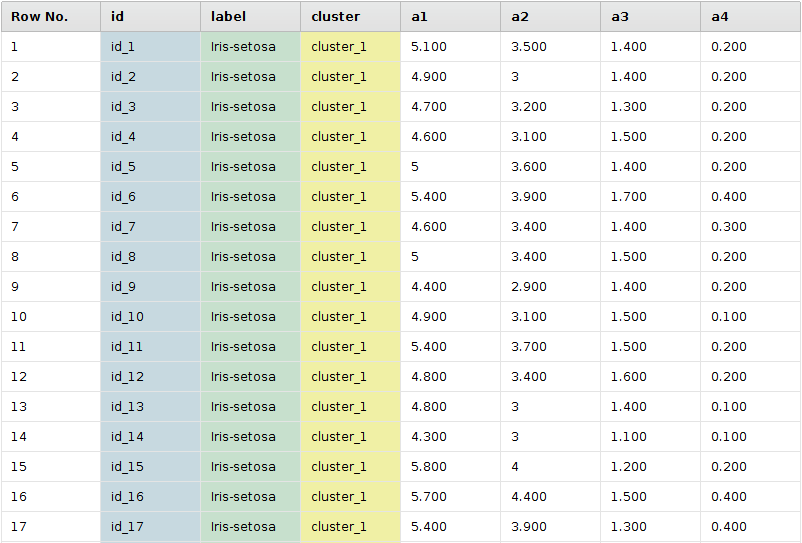 Row No. id label cluster a1 a2 a3 a4
1 id_1 Iris-setosa cluster_1 5.100 3.500 1.400 0.200
2 id_2 Iris-setosa cluster_1 4.900 3 1.400 0.200
3 id_3 Iris-setosa cluster_1 4.700 3.200 1.300 0.200
4 id_4 Iris-setosa cluster_1 4.600 3.100 1.500 0.200
5 id_5 Iris-setosa cluster_1 5 3.600 1.400 0.200
6 id_6 Iris-setosa cluster_1 5.400 3.900 1.700 0.400
7 id_7 Iris-setosa cluster_1 4.600 3.400 1.400 0.300
8 id_8 Iris-setosa cluster_1 5 3.400 1.500 0.200
9 id_9 Iris-setosa cluster_1 4.400 2.900 1.400 0.200
10 id_10 Iris-setosa cluster_1 4.900 3.100 1.500 0.100
11 id_11 Iris-setosa cluster_1 5.400 3.700 1.500 0.200
12 id_12 Iris-setosa cluster_1 4.800 3.400 1.600 0.200
13 id_13 Iris-setosa cluster_1 4.800 3 1.400 0.100
14 id_14 Iris-setosa cluster_1 4.300 3 1.100 0.100
15 id_15 Iris-setosa cluster_1 5.800 4 1.200 0.200
16 id_16 Iris-setosa cluster_1 5.700 4.400 1.500 0.400
17 id_17 Iris-setosa cluster_1 5.400 3.900 1.300 0.400